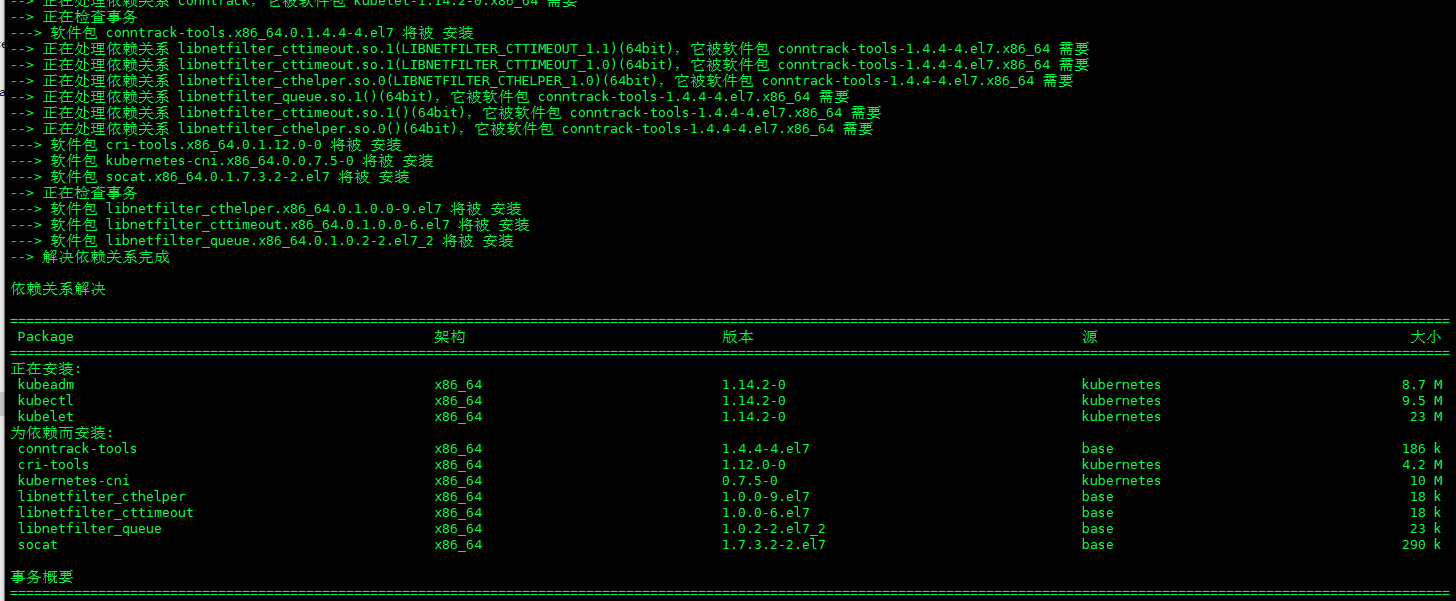 --> 正在处理依赖关系 conntrack，它被软件包 kubelet-1.14.2-0.x86_64 需要
--> 正在检查事务
---> 软件包 conntrack-tools.x86_64.0.1.4.4-4.el7 将被 安装
--> 正在处理依赖关系 libnetfilter_cttimeout.so.1(LIBNETFILTER_CTTIMEOUT_1.1)(64bit)，它被软件包 conntrack-tools-1.4.4-4.el7.x86_64 需要
--> 正在处理依赖关系 libnetfilter_cttimeout.so.1(LIBNETFILTER_CTTIMEOUT_1.0)(64bit)，它被软件包 conntrack-tools-1.4.4-4.el7.x86_64 需要
--> 正在处理依赖关系 libnetfilter_cthelper.so.0(LIBNETFILTER_CTHELPER_1.0)(64bit)，它被软件包 conntrack-tools-1.4.4-4.el7.x86_64 需要
--> 正在处理依赖关系 libnetfilter_queue.so.1()(64bit)，它被软件包 conntrack-tools-1.4.4-4.el7.x86_64 需要
--> 正在处理依赖关系 libnetfilter_cttimeout.so.1()(64bit)，它被软件包 conntrack-tools-1.4.4-4.el7.x86_64 需要
--> 正在处理依赖关系 libnetfilter_cthelper.so.0()(64bit)，它被软件包 conntrack-tools-1.4.4-4.el7.x86_64 需要
---> 软件包 cri-tools.x86_64.0.1.12.0-0 将被 安装
---> 软件包 kubernetes-cni.x86_64.0.0.7.5-0 将被 安装
---> 软件包 socat.x86_64.0.1.7.3.2-2.el7 将被 安装
--> 正在检查事务
---> 软件包 libnetfilter_cthelper.x86_64.0.1.0.0-9.el7 将被 安装
---> 软件包 libnetfilter_cttimeout.x86_64.0.1.0.0-6.el7 将被 安装
---> 软件包 libnetfilter_queue.x86_64.0.1.0.2-2.el7_2 将被 安装
--> 解决依赖关系完成
依赖关系解决
Package 架构 版本 源 大小
正在安装:
kubeadm x86_64 1.14.2-0 kubernetes 8.7 M
kubectl x86_64 1.14.2-0 kubernetes 9.5 M
kubelet x86_64 1.14.2-0 kubernetes 23 M
为依赖而安装:
conntrack-tools x86_64 1.4.4-4.el7 base 186 k
cri-tools x86_64 1.12.0-0 kubernetes 4.2 M
kubernetes-cni x86_64 0.7.5-0 kubernetes 10 M
libnetfilter_cthelper x86_64 1.0.0-9.el7 base 18 k
libnetfilter_cttimeout x86_64 1.0.0-6.el7 base 18 k
libnetfilter_queue x86_64 1.0.2-2.el7_2 base 23 k
socat x86_64 1.7.3.2-2.el7 base 290 k
事务概要